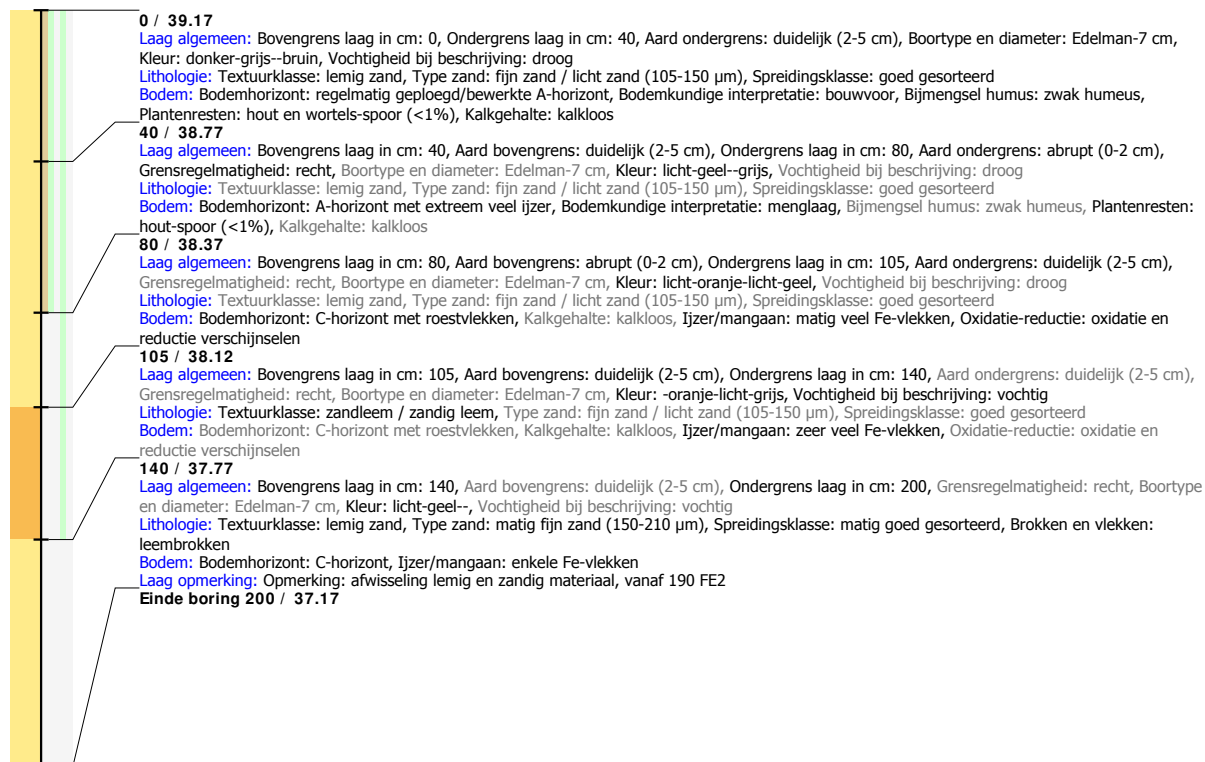 0 / 39.17
Laag algemeen: Bovengrens laag in cm: 0, Ondergrens laag in cm: 40, Aard ondergrens: duidelijk (2-5 cm), Boortype en diameter: Edelman-7 cm,
Kleur: donker-grijs--bruin, Vochtigheid bij beschrijving: droog
Lithologie: Textuurklasse: lemig zand, Type zand: fijn zand / licht zand (105-150 µm), Spreidingsklasse: goed gesorteerd
Bodem: Bodemhorizont: regelmatig geploegd/bewerkte A-horizont, Bodemkundige interpretatie: bouwvoor, Bijmengsel humus: zwak humeus,
Plantenresten: hout en wortels-spoor (<1%), Kalkgehalte: kalkloos
40 / 38.77
Laag algemeen: Bovengrens laag in cm: 40, Aard bovengrens: duidelijk (2-5 cm), Ondergrens laag in cm: 80, Aard ondergrens: abrupt (0-2 cm),
Grensregelmatigheid: recht, Boortype en diameter: Edelman-7 cm, Kleur: licht-geel--grijs, Vochtigheid bij beschrijving: droog
Lithologie: Textuurklasse: lemig zand, Type zand: fijn zand / licht zand (105-150 µm), Spreidingsklasse: goed gesorteerd
Bodem: Bodemhorizont: A-horizont met extreem veel ijzer, Bodemkundige interpretatie: menglaag, Bijmengsel humus: zwak humeus, Plantenresten:
hout-spoor (<1%), Kalkgehalte: kalkloos
80 / 38.37
Laag algemeen: Bovengrens laag in cm: 80, Aard bovengrens: abrupt (0-2 cm), Ondergrens laag in cm: 105, Aard ondergrens: duidelijk (2-5 cm),
Grensregelmatigheid: recht, Boortype en diameter: Edelman-7 cm, Kleur: licht-oranje-licht-geel, Vochtigheid bij beschrijving: droog
Lithologie: Textuurklasse: lemig zand, Type zand: fijn zand / licht zand (105-150 µm), Spreidingsklasse: goed gesorteerd
Bodem: Bodemhorizont: C-horizont met roestvlekken, Kalkgehalte: kalkloos, Ijzer/mangaan: matig veel Fe-vlekken, Oxidatie-reductie: oxidatie en
reductie verschijnselen
105 / 38.12
Laag algemeen: Bovengrens laag in cm: 105, Aard bovengrens: duidelijk (2-5 cm), Ondergrens laag in cm: 140, Aard ondergrens: duidelijk (2-5 cm),
Grensregelmatigheid: recht, Boortype en diameter: Edelman-7 cm, Kleur: -oranje-licht-grijs, Vochtigheid bij beschrijving: vochtig
Lithologie: Textuurklasse: zandleem / zandig leem, Type zand: fijn zand / licht zand (105-150 µm), Spreidingsklasse: goed gesorteerd
Bodem: Bodemhorizont: C-horizont met roestvlekken, Kalkgehalte: kalkloos, Ijzer/mangaan: zeer veel Fe-vlekken, Oxidatie-reductie: oxidatie en
reductie verschijnselen
140 / 37.77
Laag algemeen: Bovengrens laag in cm: 140, Aard bovengrens: duidelijk (2-5 cm), Ondergrens laag in cm: 200, Grensregelmatigheid: recht, Boortype
en diameter: Edelman-7 cm, Kleur: licht-geel--, Vochtigheid bij beschrijving: vochtig
Lithologie: Textuurklasse: lemig zand, Type zand: matig fijn zand (150-210 µm), Spreidingsklasse: matig goed gesorteerd, Brokken en vlekken:
leembrokken
Bodem: Bodemhorizont: C-horizont, Ijzer/mangaan: enkele Fe-vlekken
Laag opmerking: Opmerking: afwisseling lemig en zandig materiaal, vanaf 190 FE2
Einde boring 200 / 37.17